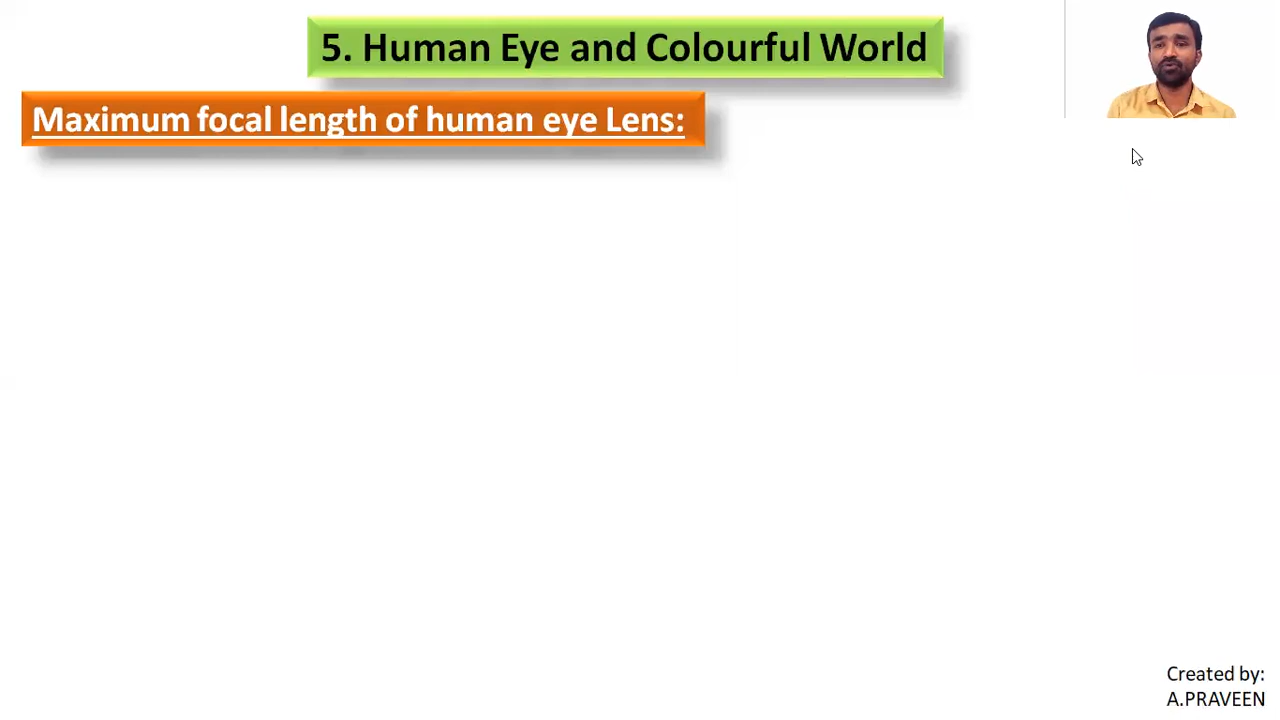 5. Human Eye and Colourful World
Maximum focal length of human eye Lens:
Created by:
A.PRAVEEN